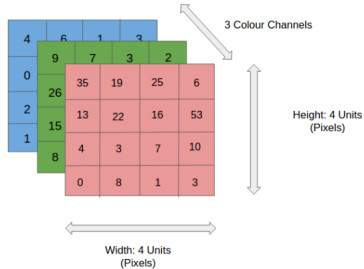 3 Colour Channels
4 6 1 3
0
2
1
9 7 3 2
26
15
8
35 19 25 6
13 22 16 53
4 3 7 10
0 8 1 3
Height: 4 Units
(Pixels)
Width: 4 Units
(Pixels)